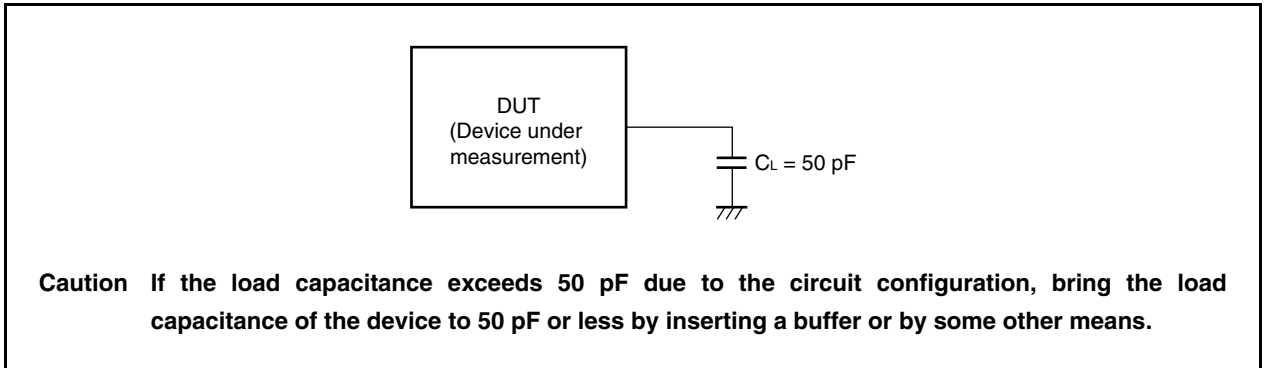 DUT
(Device under
measurement)
CL = 50 pF
Caution If the load capacitance exceeds 50 pF due to the circuit configuration, bring the load
capacitance of the device to 50 pF or less by inserting a buffer or by some other means.